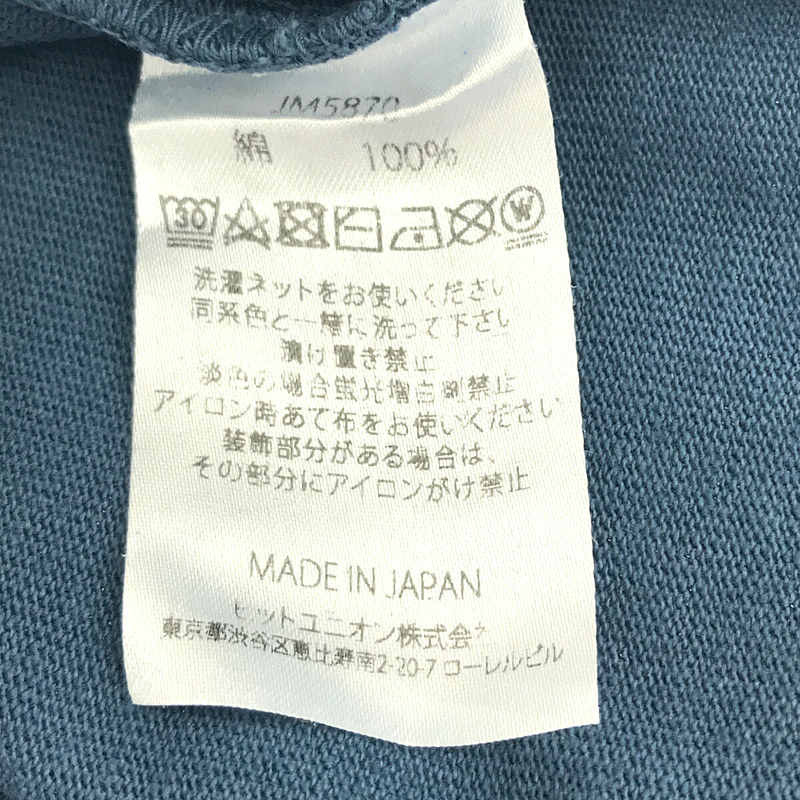 JM5870
綿 100%
30
W
洗濯ネットをお使いください
同系色と一緒に洗って下さい
漬け置き禁止
淡色の場合蛍光増白剤禁止
アイロン時あて布をお使いください
装飾部分がある場合は、
その部分にアイロンがけ禁止
MADE IN JAPAN
ヒットユニオン株式会社
東京都渋谷区恵比寿南2-20-7 ローレルビル